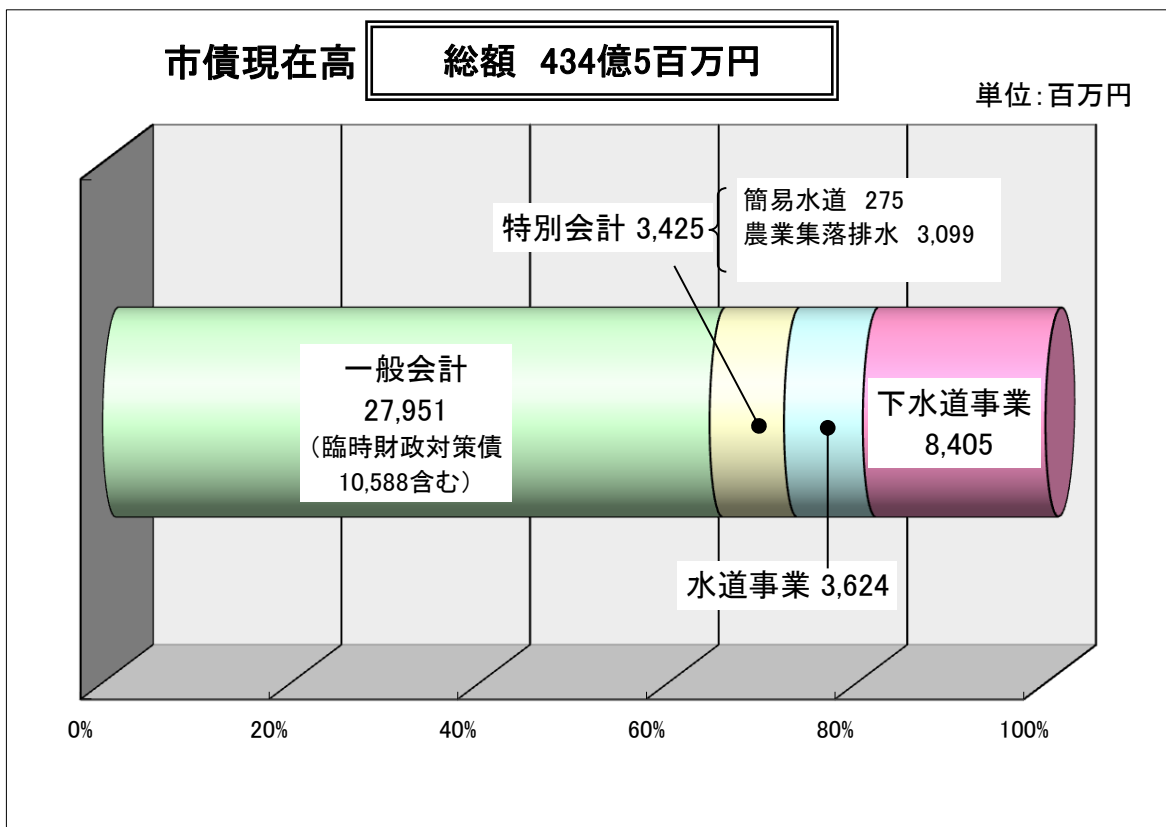 市債現在高
総額 434億5百万円
単位:百万円
特別会計 3,425
簡易水道 275
農業集落排水 3,099
一般会計
27,951
(臨時財政対策債
10,588含む)
下水道事業
8,405
水道事業 3,624
0% 20% 40% 60% 80% 100%